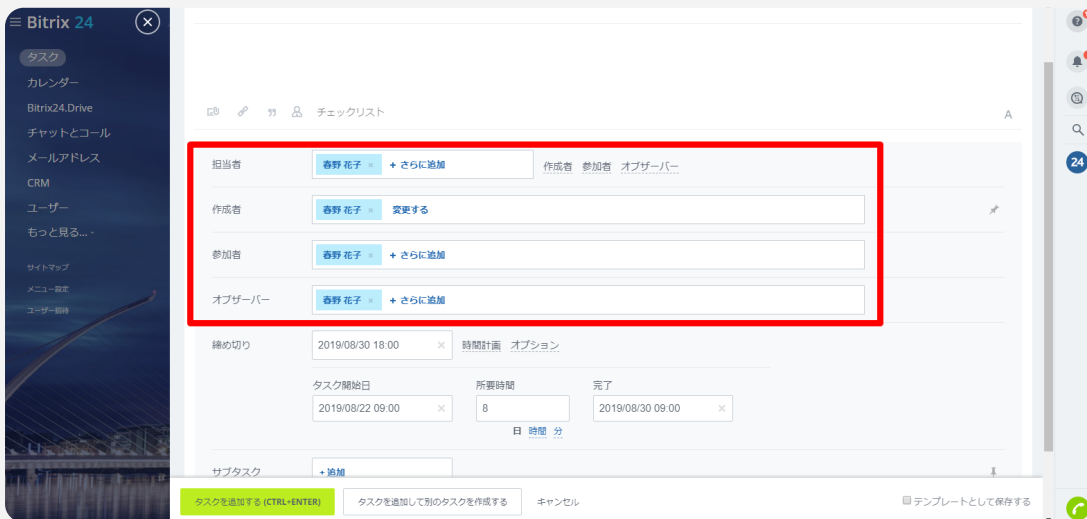 Bitrix 24
タスク
カレンダー
Bitrix24.Drive
チャットとコール
メールアドレス
CRM
ユーザー
もっと見る... -
サイトマップ
メニュー設定
ユーザー招待
チェックリスト
A
担当者 春野 花子 × + さらに追加 作成者 参加者 オブザーバー
作成者 春野 花子 × 変更する
参加者 春野 花子 × + さらに追加
オブザーバー 春野 花子 × + さらに追加
締め切り 2019/08/30 18:00 × 時間計画 オプション
タスク開始日 所要時間 完了
2019/08/22 09:00 × 8 2019/08/30 09:00 ×
日 時間 分
サブタスク + 追加
タスクを追加する (CTRL+ENTER) タスクを追加して別のタスクを作成する キャンセル テンプレートとして保存する
24